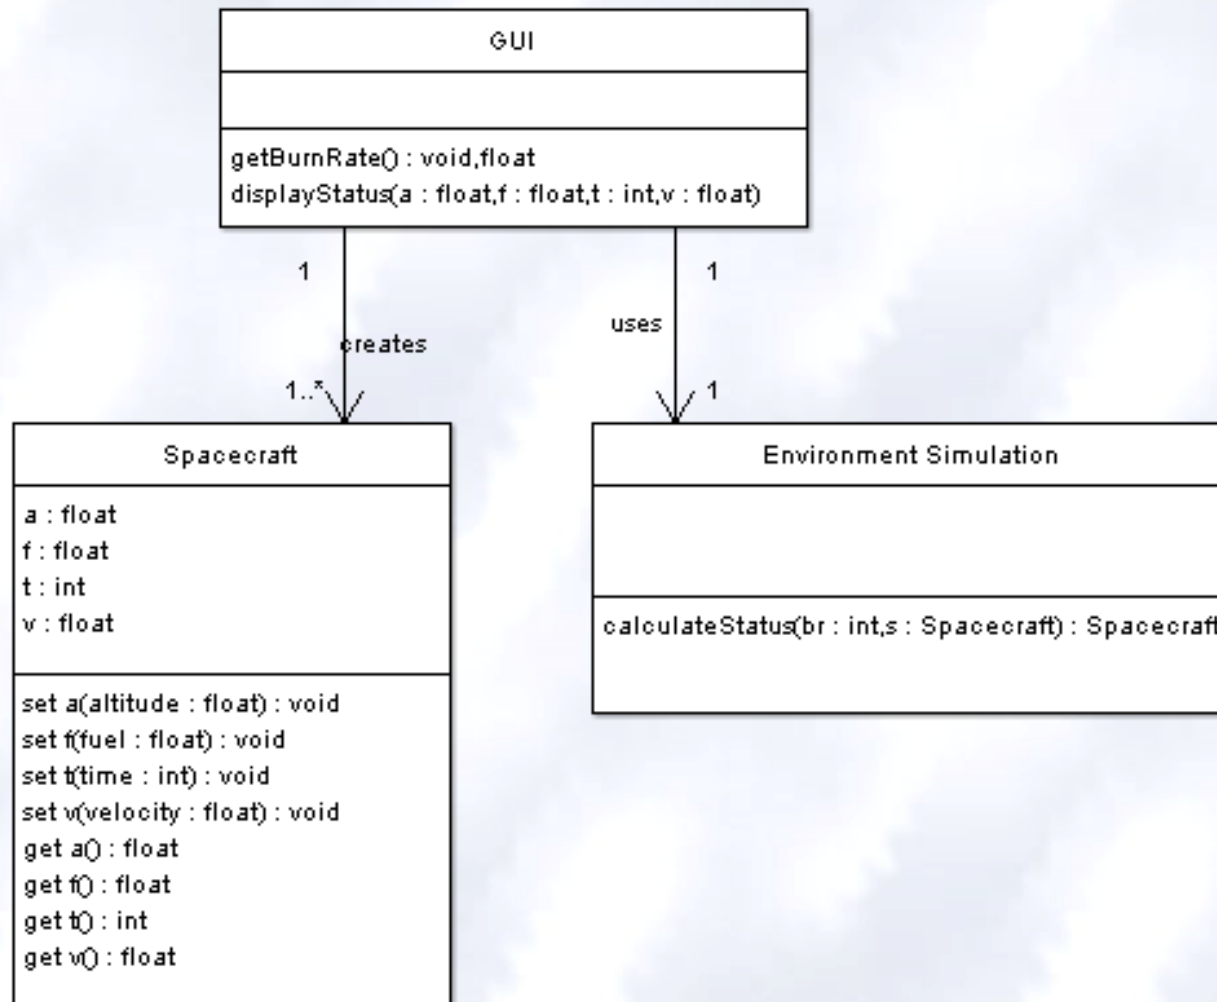 GUI
getBurnRate() : void,float
displayStatus(a : float,f : float,t : int,v : float)
1
1
creates
uses
1..*
1
Spacecraft
a : float
f : float
t : int
v : float
set a(altitude : float) : void
set f(fuel : float) : void
set t(time : int) : void
set v(velocity : float) : void
get a() : float
get f() : float
get t() : int
get v() : float
Environment Simulation
calculateStatus(br : int,s : Spacecraft) : Spacecraft